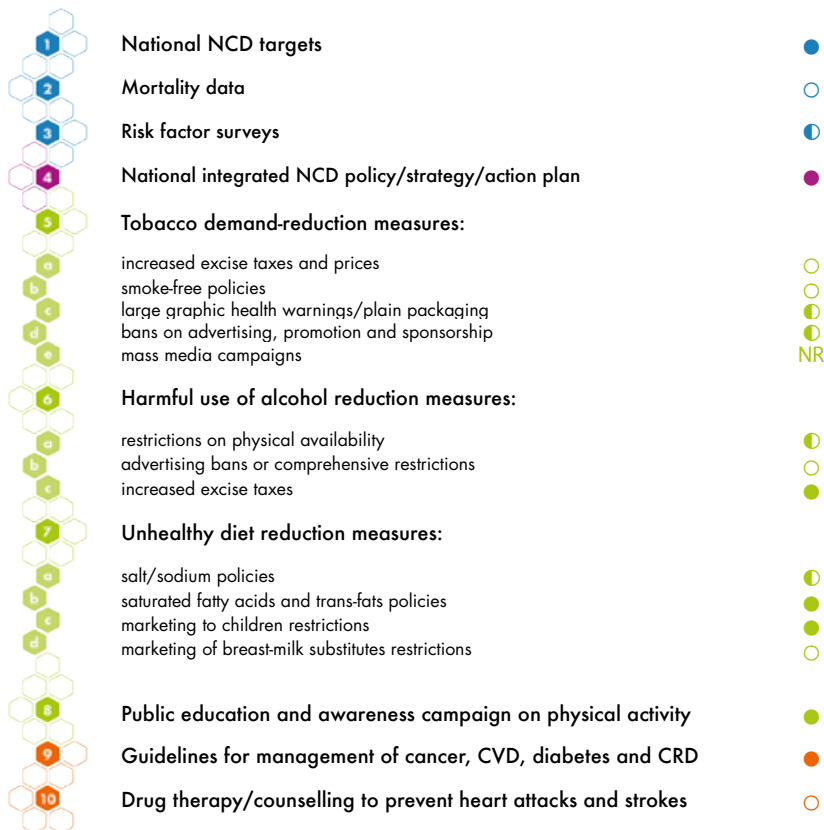 1 National NCD targets
2 Mortality data
3 Risk factor surveys
4 National integrated NCD policy/strategy/action plan
5 Tobacco demand-reduction measures:
a increased excise taxes and prices
b smoke-free policies
c large graphic health warnings/plain packaging
d bans on advertising, promotion and sponsorship
e mass media campaigns NR
6 Harmful use of alcohol reduction measures:
a restrictions on physical availability
b advertising bans or comprehensive restrictions
c increased excise taxes
7 Unhealthy diet reduction measures:
a salt/sodium policies
b saturated fatty acids and trans-fats policies
c marketing to children restrictions
d marketing of breast-milk substitutes restrictions
8 Public education and awareness campaign on physical activity
9 Guidelines for management of cancer, CVD, diabetes and CRD
10 Drug therapy/counselling to prevent heart attacks and strokes